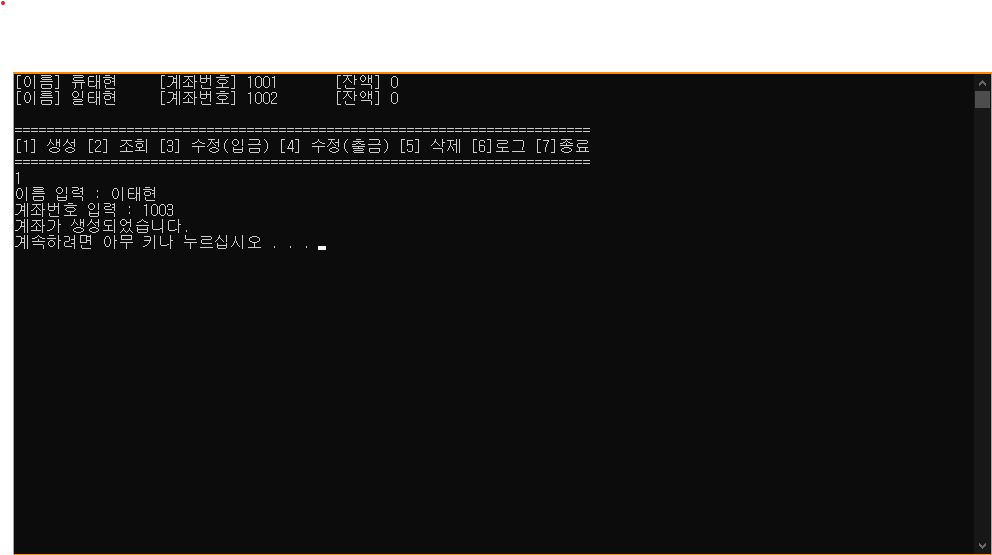 [이름] 류태현 [계좌번호] 1001 [잔액] 0
[이름] 일태현 [계좌번호] 1002 [잔액] 0
========================================================================
[1] 생성 [2] 조회 [3] 수정(입금) [4] 수정(출금) [5] 삭제 [6]로그 [7]종료
========================================================================
1
이름 입력 : 이태현
계좌번호 입력 : 1003
계좌가 생성되었습니다.
계속하려면 아무 키나 누르십시오 . . .